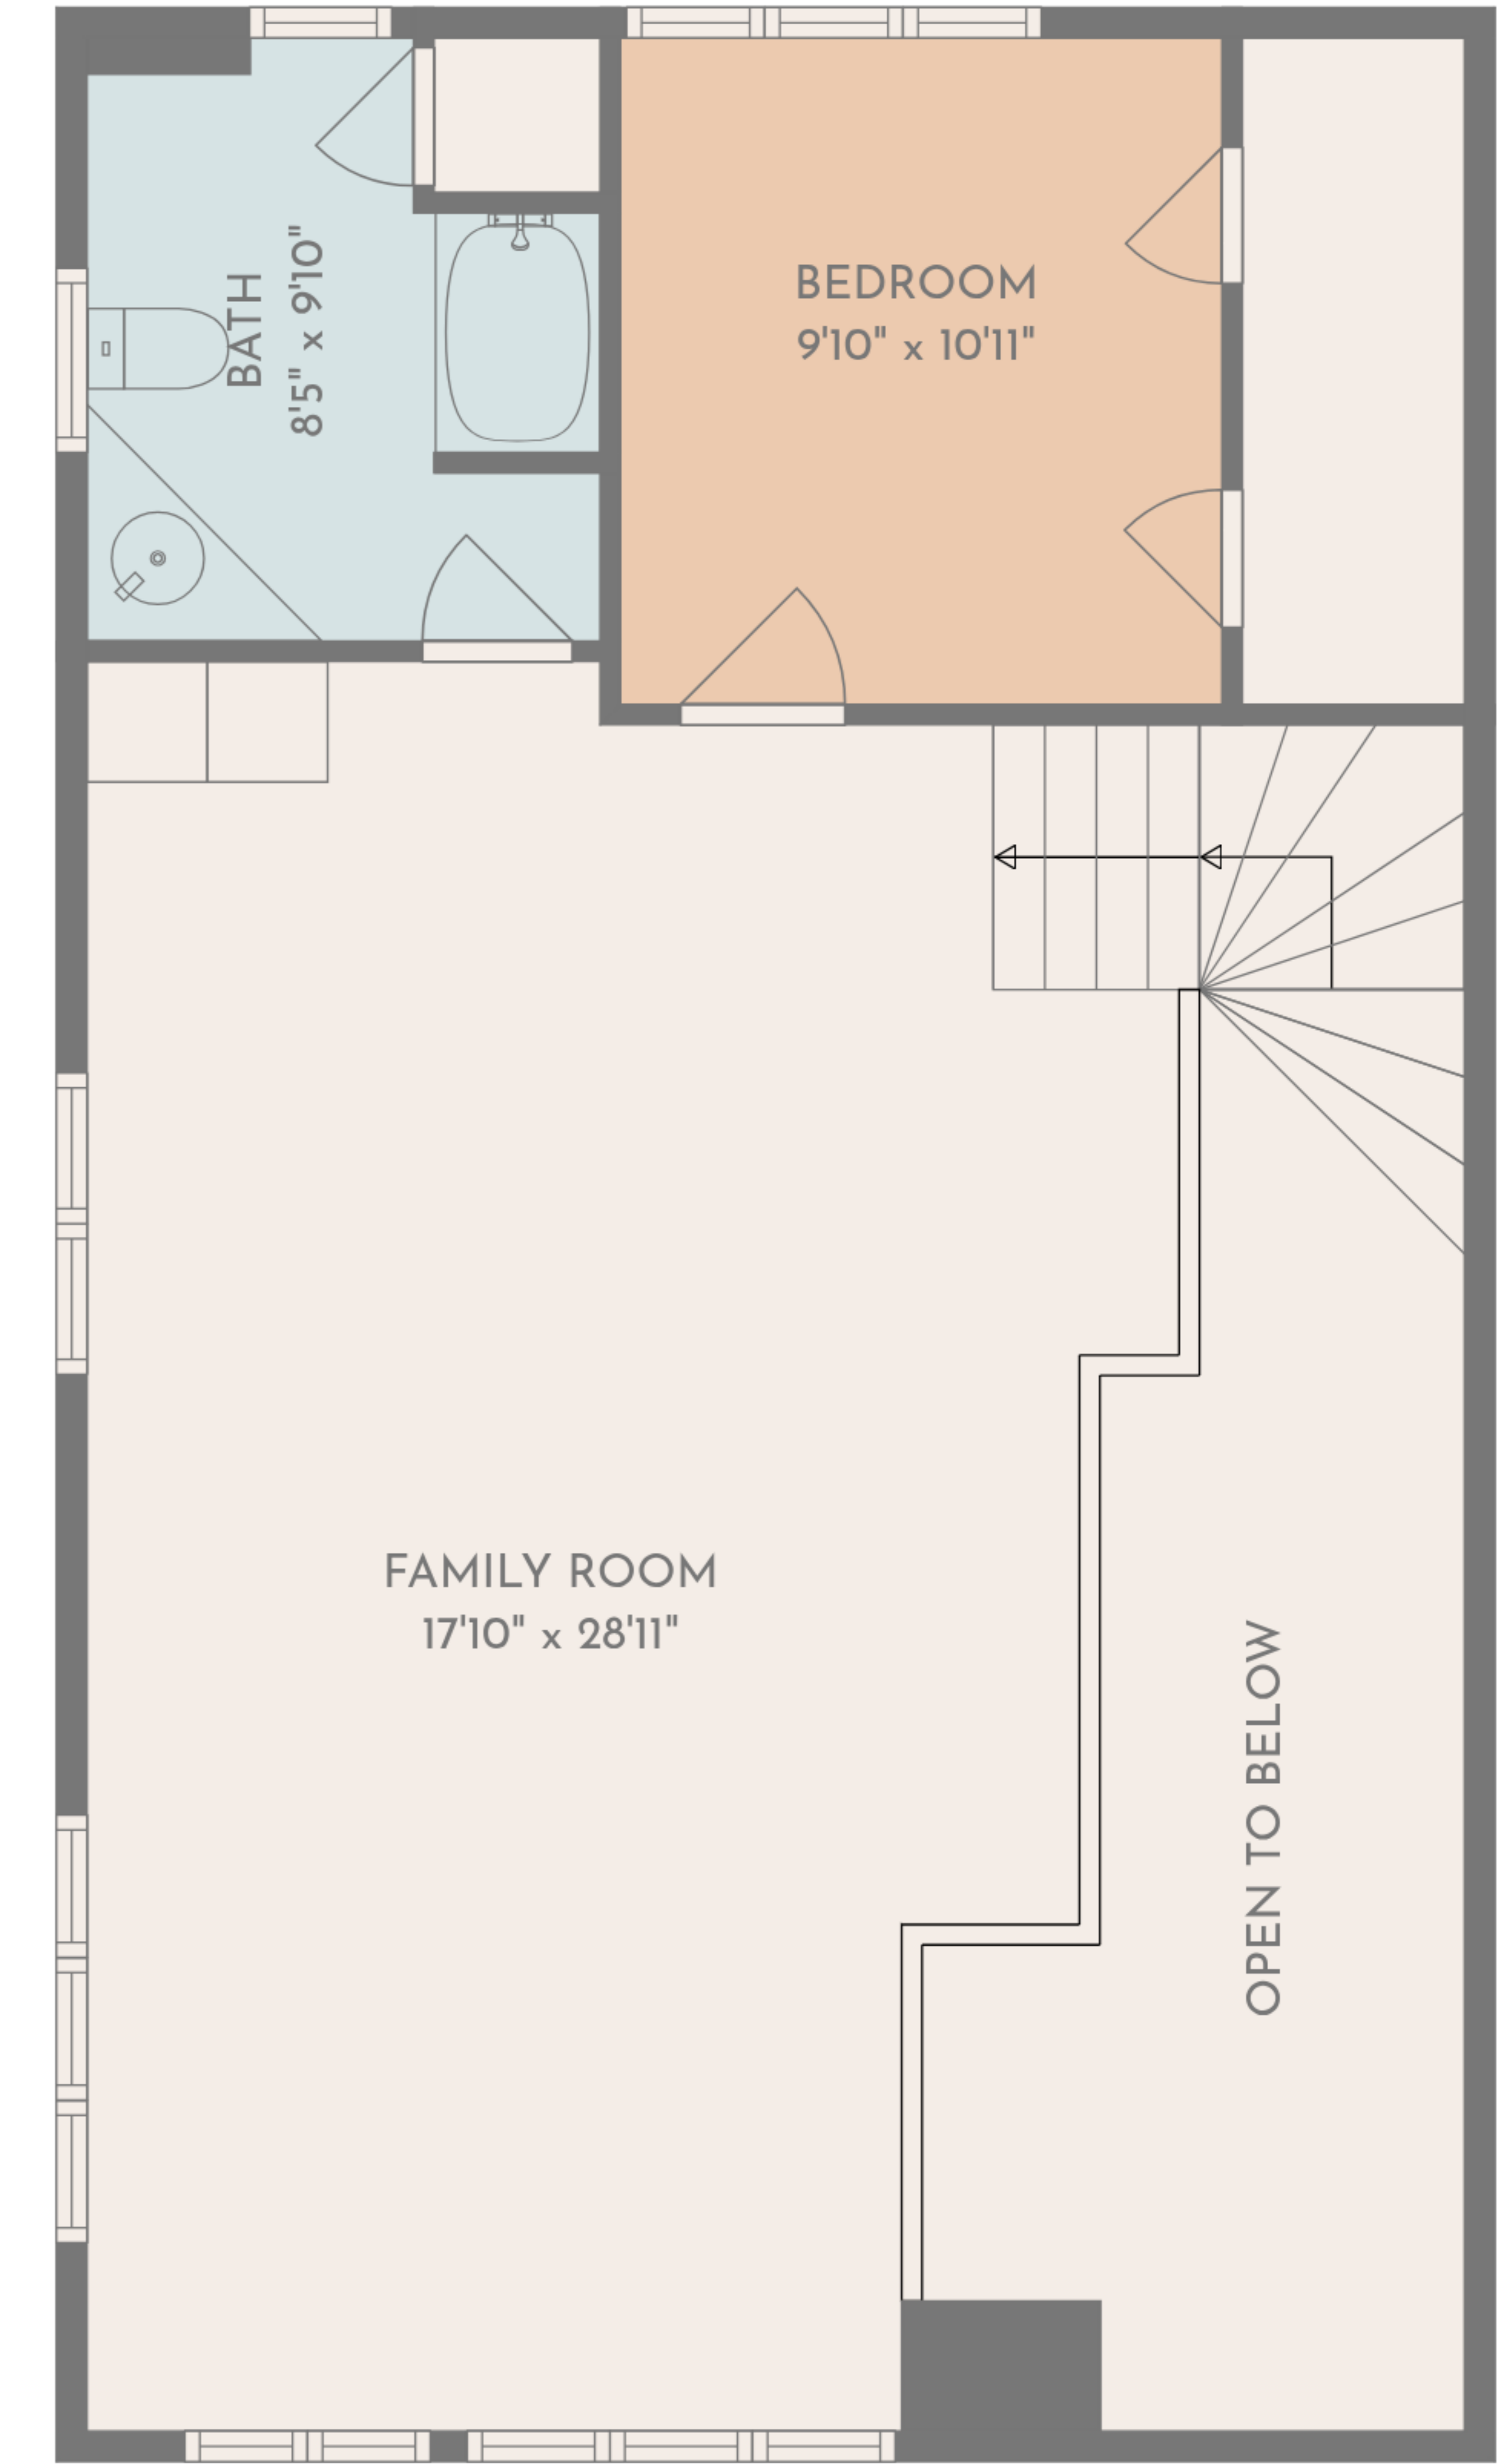 BATH
8'5" x 9'10"
BEDROOM
9'10" x 10'11"
FAMILY ROOM
17'10" x 28'11"
OPEN TO BELOW